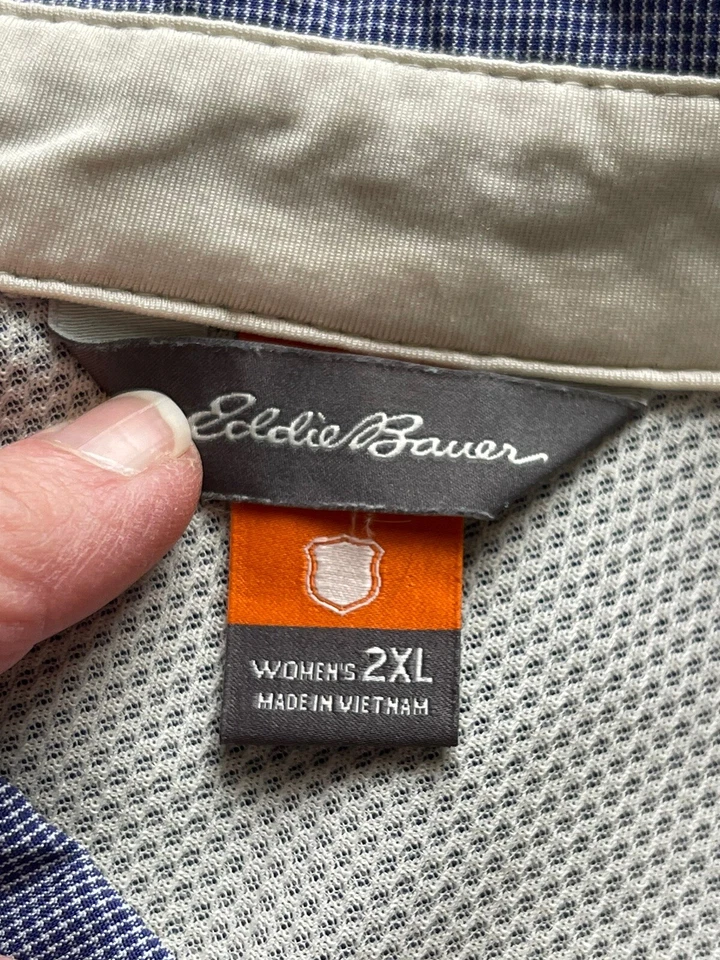 Eddie Bauer
WOMEN'S 2XL
MADE IN VIETNAM